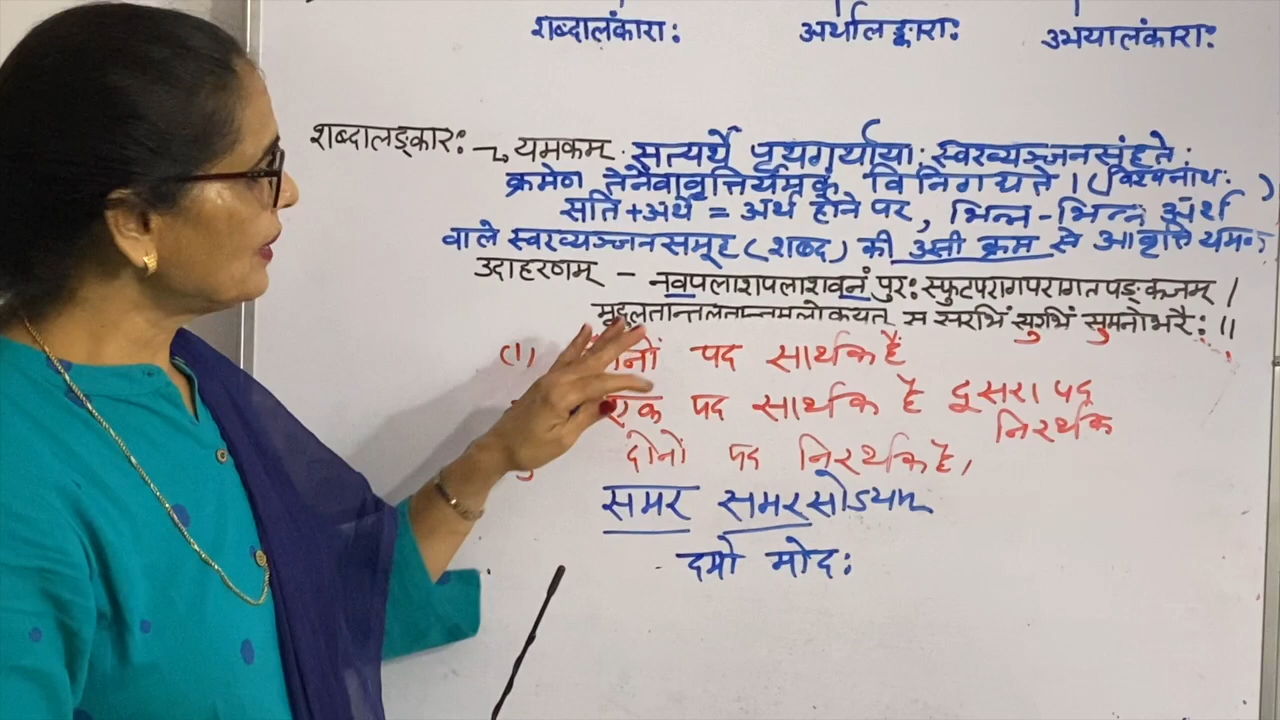 शब्दालंकारा: अर्थालङ्कारा: उभयालंकारा:
शब्दालङ्कार: → यमकम् . सत्यर्थे पृथगर्थाया: स्वरव्यञ्जनसंहते:
क्रमेण तेनैवावृत्तिर्यमकं विनिगद्यते । (विश्वनाथ: )
सति + अर्थे = अर्थ होने पर, भिन्न - भिन्न अर्थ
वाले स्वरव्यञ्जनसमूह (शब्द) की उसी क्रम से आवृत्ति
उदाहरणम् - नवपलाशपलाशवनं पुर: स्फुटपरागपरागतपङ्कजम् ।
मृदुलतान्तलतान्तमलोकयत् स सुरभिं सुरभिं सुमनोभरै: ॥
(1) पद सार्थक है
एक पद सार्थक है दूसरा पद
निरर्थक
दोनों पद निरर्थक है,
समर समरसोऽयम्
दमो मोद: